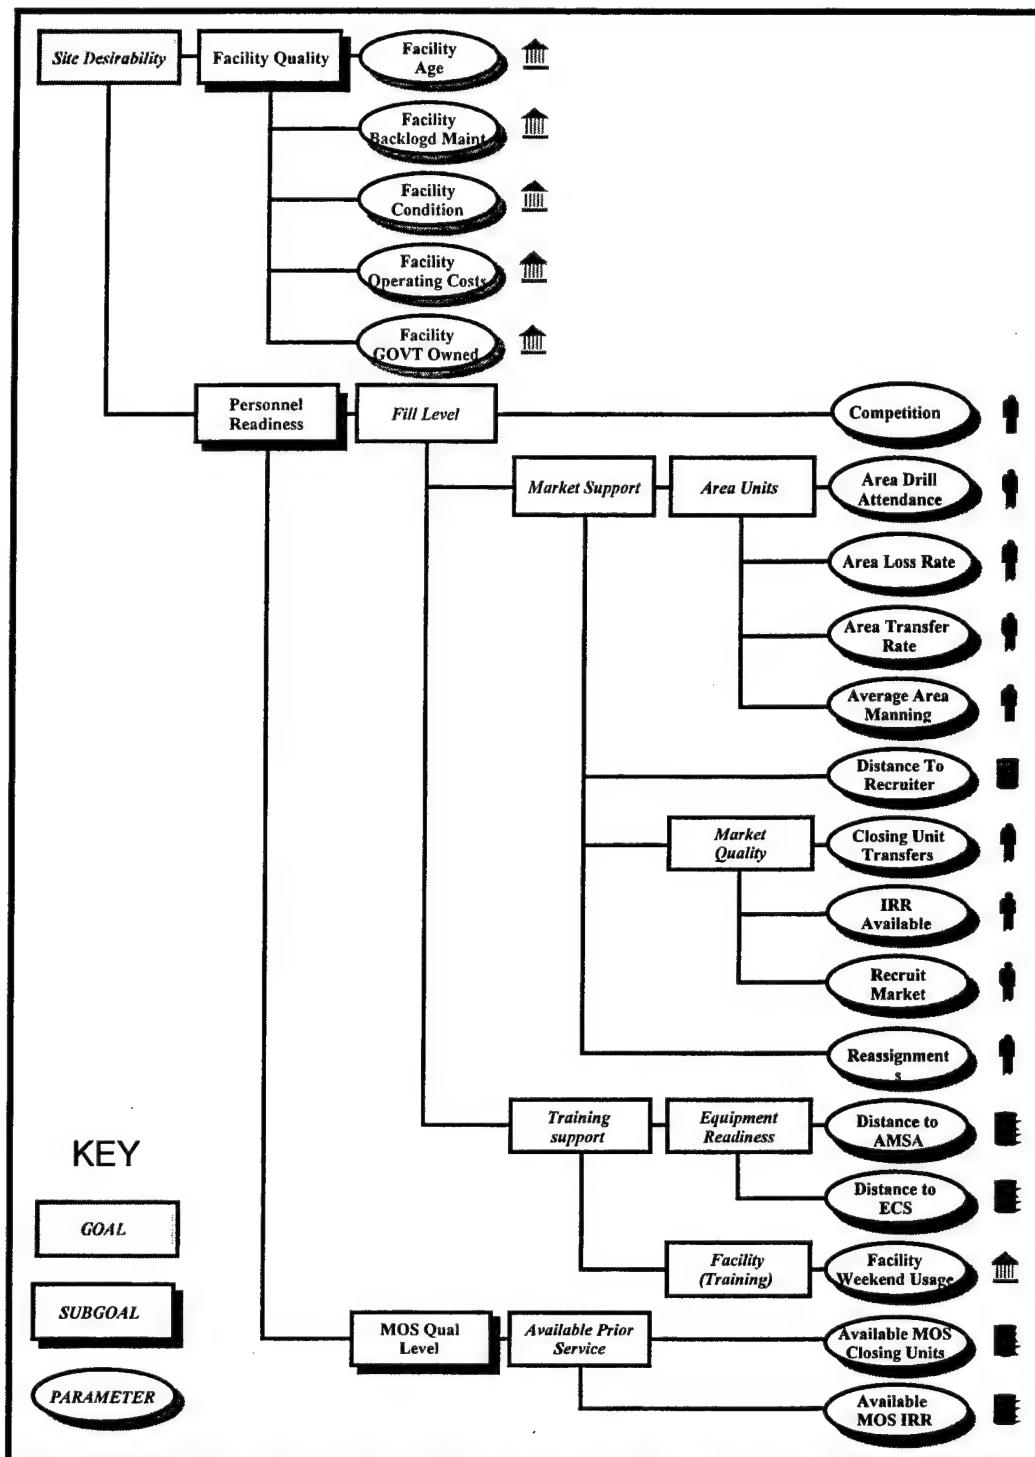 Site Desirability
Facility Quality
Facility
Age
Facility
Backlogd Maint
Facility
Condition
Facility
Operating Costs
Facility
GOVT Owned
Personnel
Readiness
Fill Level
Competition
Market Support
Area Units
Area Drill
Attendance
Area Loss Rate
Area Transfer
Rate
Average Area
Manning
Distance To
Recruiter
Market
Quality
Closing Unit
Transfers
IRR
Available
Recruit
Market
Reassignment
s
Training
support
Equipment
Readiness
Distance to
AMSA
Distance to
ECS
Facility
(Training)
Facility
Weekend Usage
MOS Qual
Level
Available Prior
Service
Available MOS
Closing Units
Available
MOS IRR
KEY
GOAL
SUBGOAL
PARAMETER